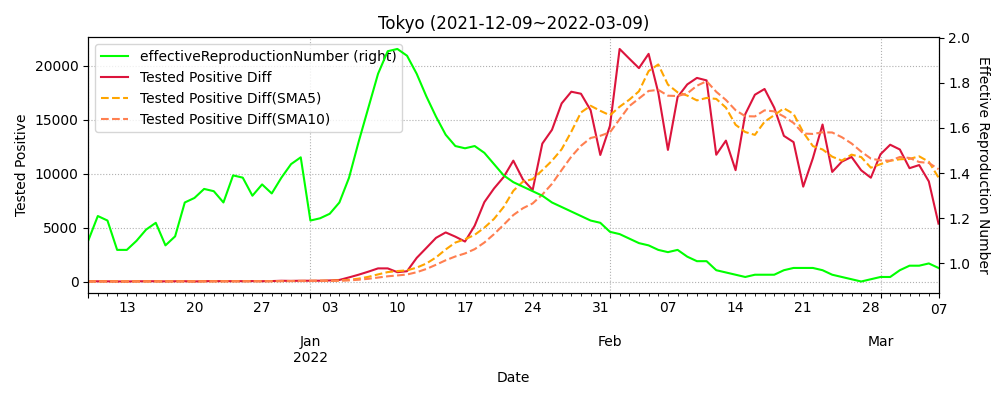 Tokyo (2021-12-09~2022-03-09)
effectiveReproductionNumber (right)
Tested Positive Diff
Tested Positive Diff(SMA5)
Tested Positive Diff(SMA10)
Tested Positive
20000
15000
10000
5000
0
Effective Reproduction Number
2.0
1.8
1.6
1.4
1.2
1.0
13 20 27 03 10 17 24 31 07 14 21 28 07
Jan Feb Mar
2022
Date